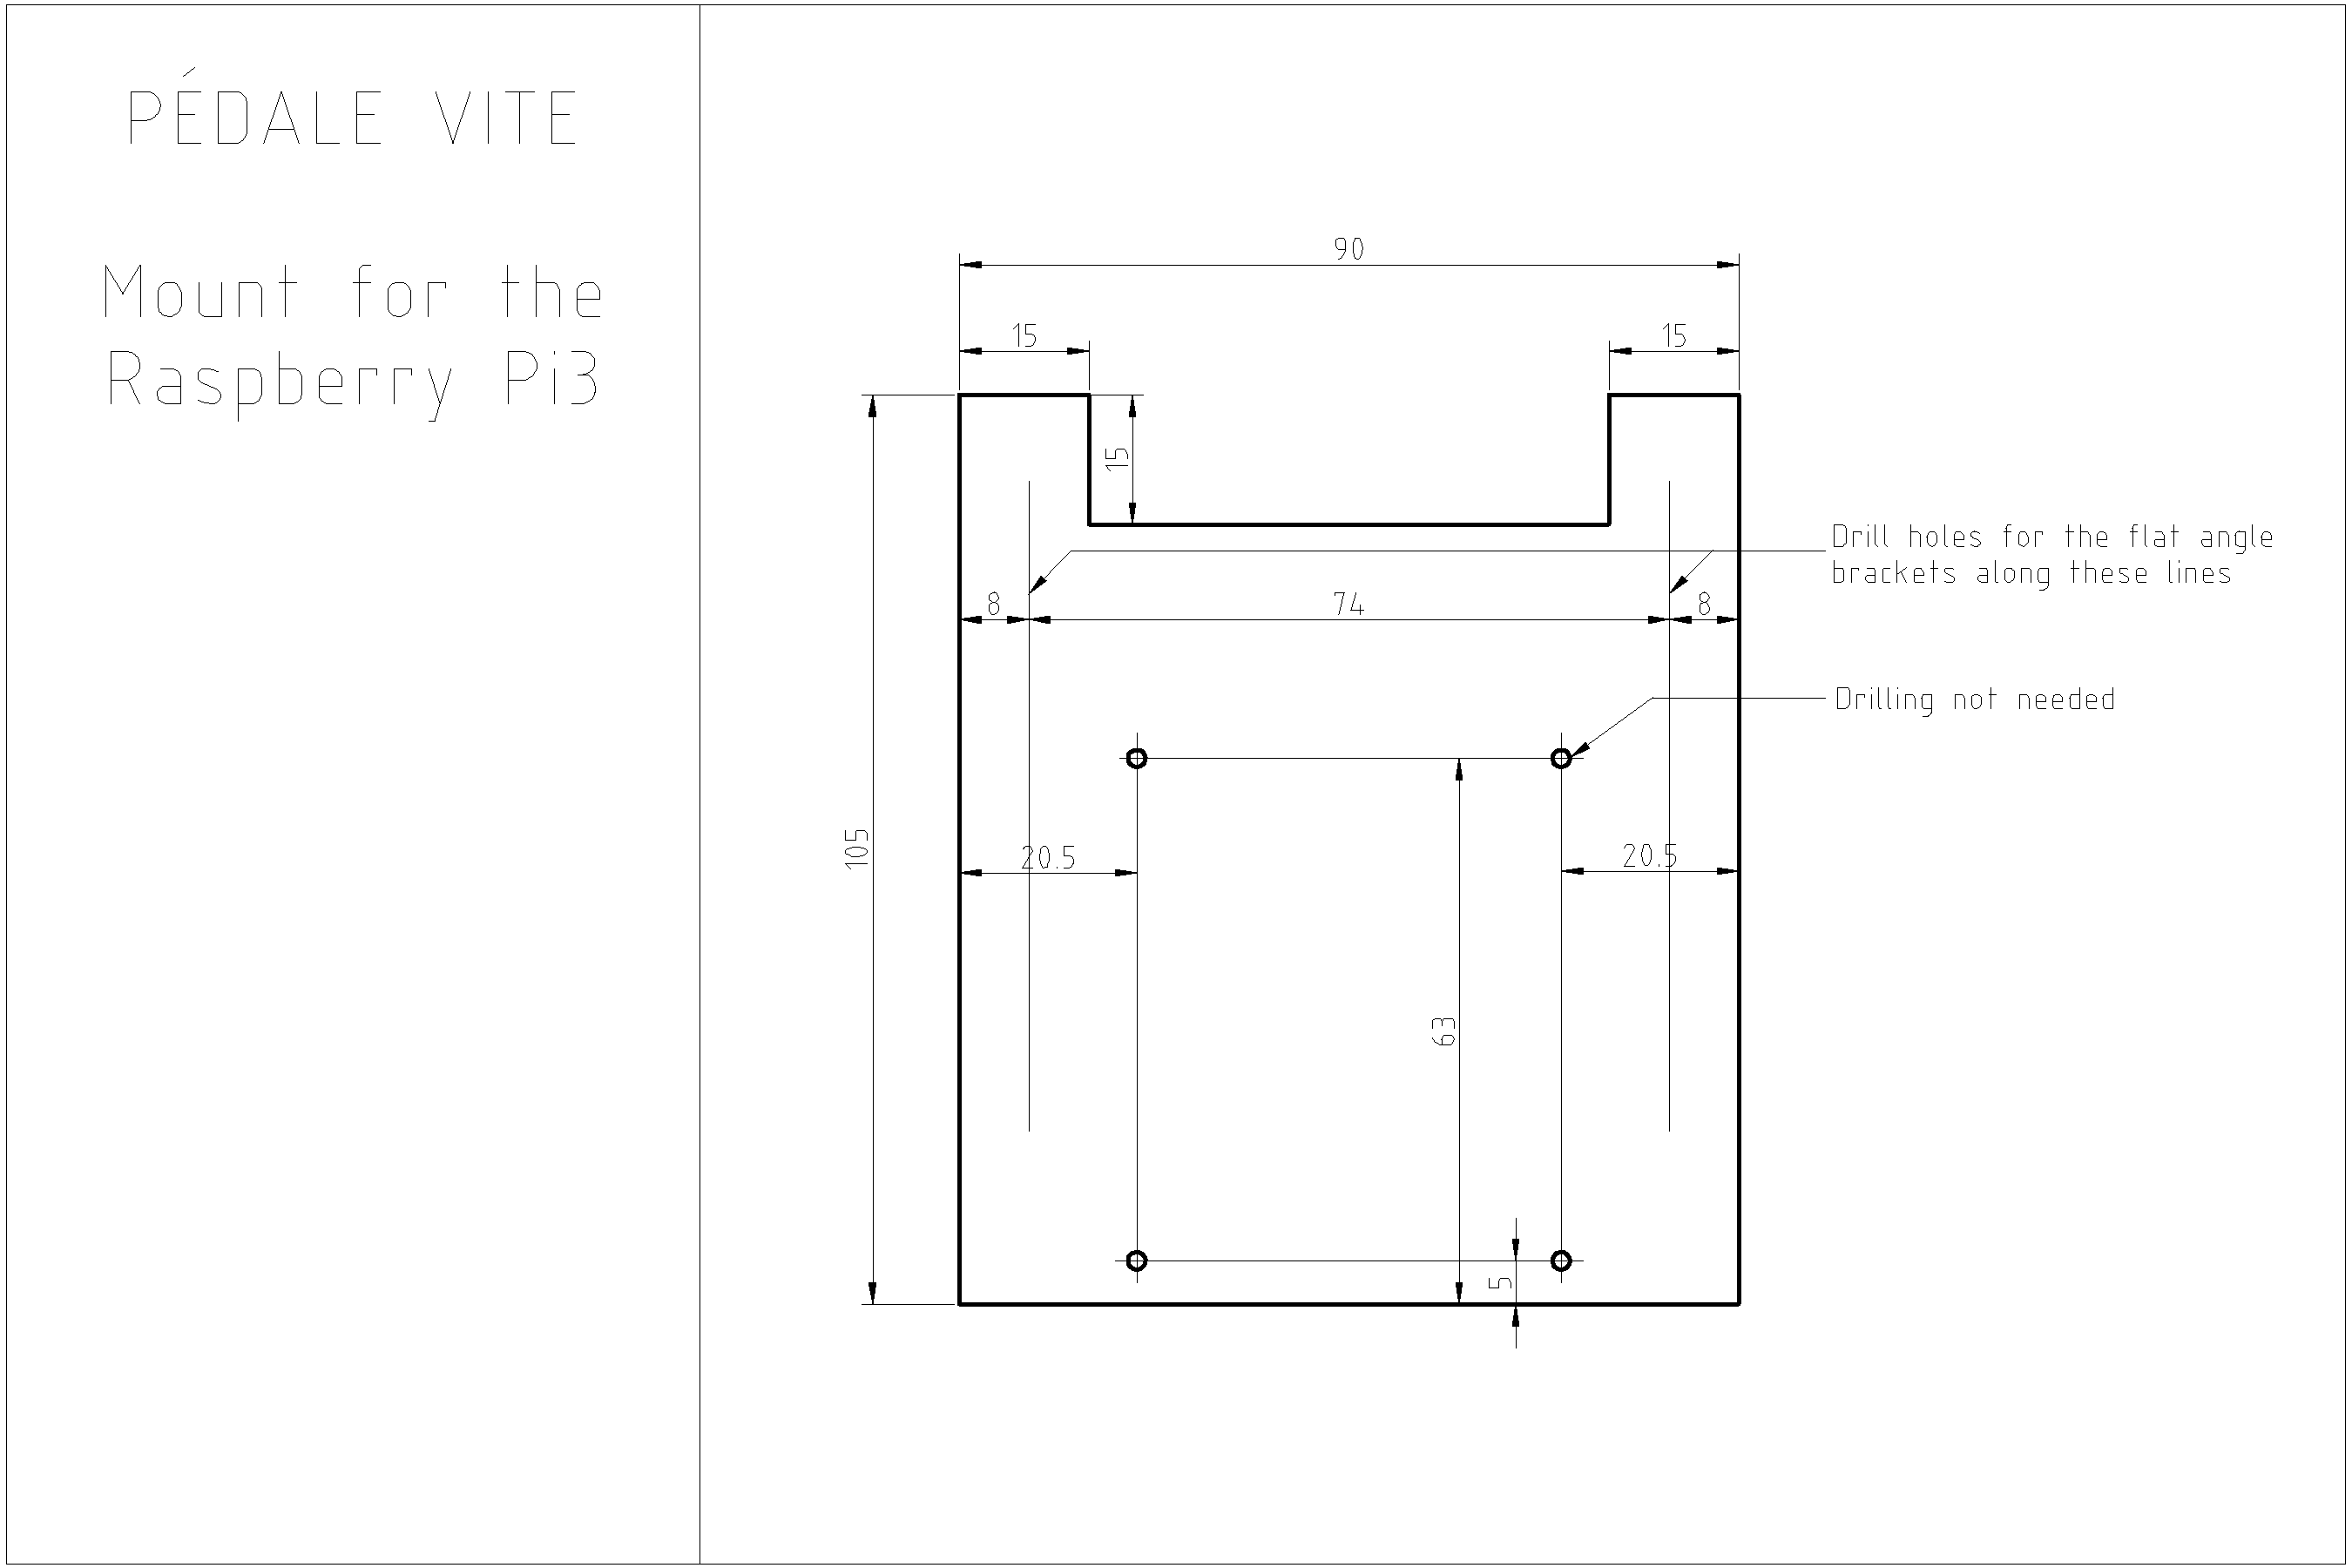 PÉDALE VITE
Mount for the
Raspberry Pi3
90
15
15
15
Drill holes for the flat angle
brackets along these lines
8
74
8
Drilling not needed
105
20.5
20.5
63
5